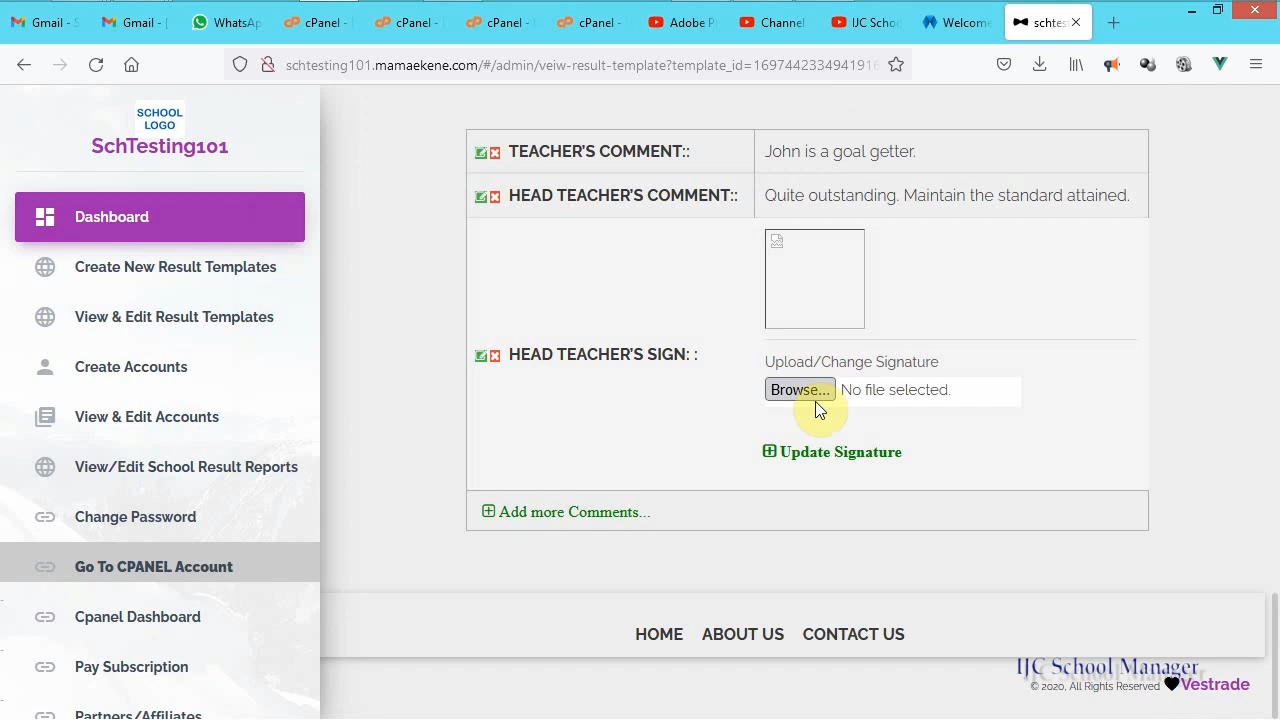 Gmail - S
Gmail - [
WhatsAp
cPanel -
cPanel -
cPanel -
cPanel -
Adobe P
Channel
IJC Schoo
Welcome
schtest
schtesting101.mamaekene.com/#/admin/veiw-result-template?template_id=1697442334941916
SCHOOL
LOGO
SchTesting101
Dashboard
Create New Result Templates
View & Edit Result Templates
Create Accounts
View & Edit Accounts
View/Edit School Result Reports
Change Password
Go To CPANEL Account
Cpanel Dashboard
Pay Subscription
Partners/Affiliates
TEACHER'S COMMENT:: John is a goal getter.
HEAD TEACHER'S COMMENT:: Quite outstanding. Maintain the standard attained.
HEAD TEACHER'S SIGN: :
Upload/Change Signature
Browse... No file selected.
Update Signature
Add more Comments...
HOME ABOUT US CONTACT US
IJC School Manager
© 2020, All Rights Reserved Vestrade